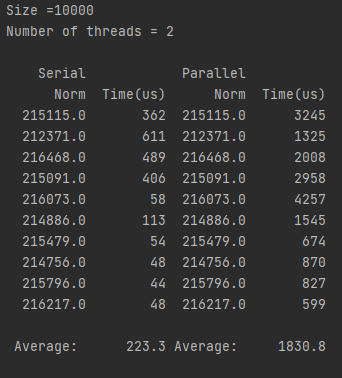 Size =10000
Number of threads = 2
Serial Parallel
Norm Time(us) Norm Time(us)
215115.0 362 215115.0 3245
212371.0 611 212371.0 1325
216468.0 489 216468.0 2008
215091.0 406 215091.0 2958
216073.0 58 216073.0 4257
214886.0 113 214886.0 1545
215479.0 54 215479.0 674
214756.0 48 214756.0 870
215796.0 44 215796.0 827
216217.0 48 216217.0 599
Average: 223.3 Average: 1830.8